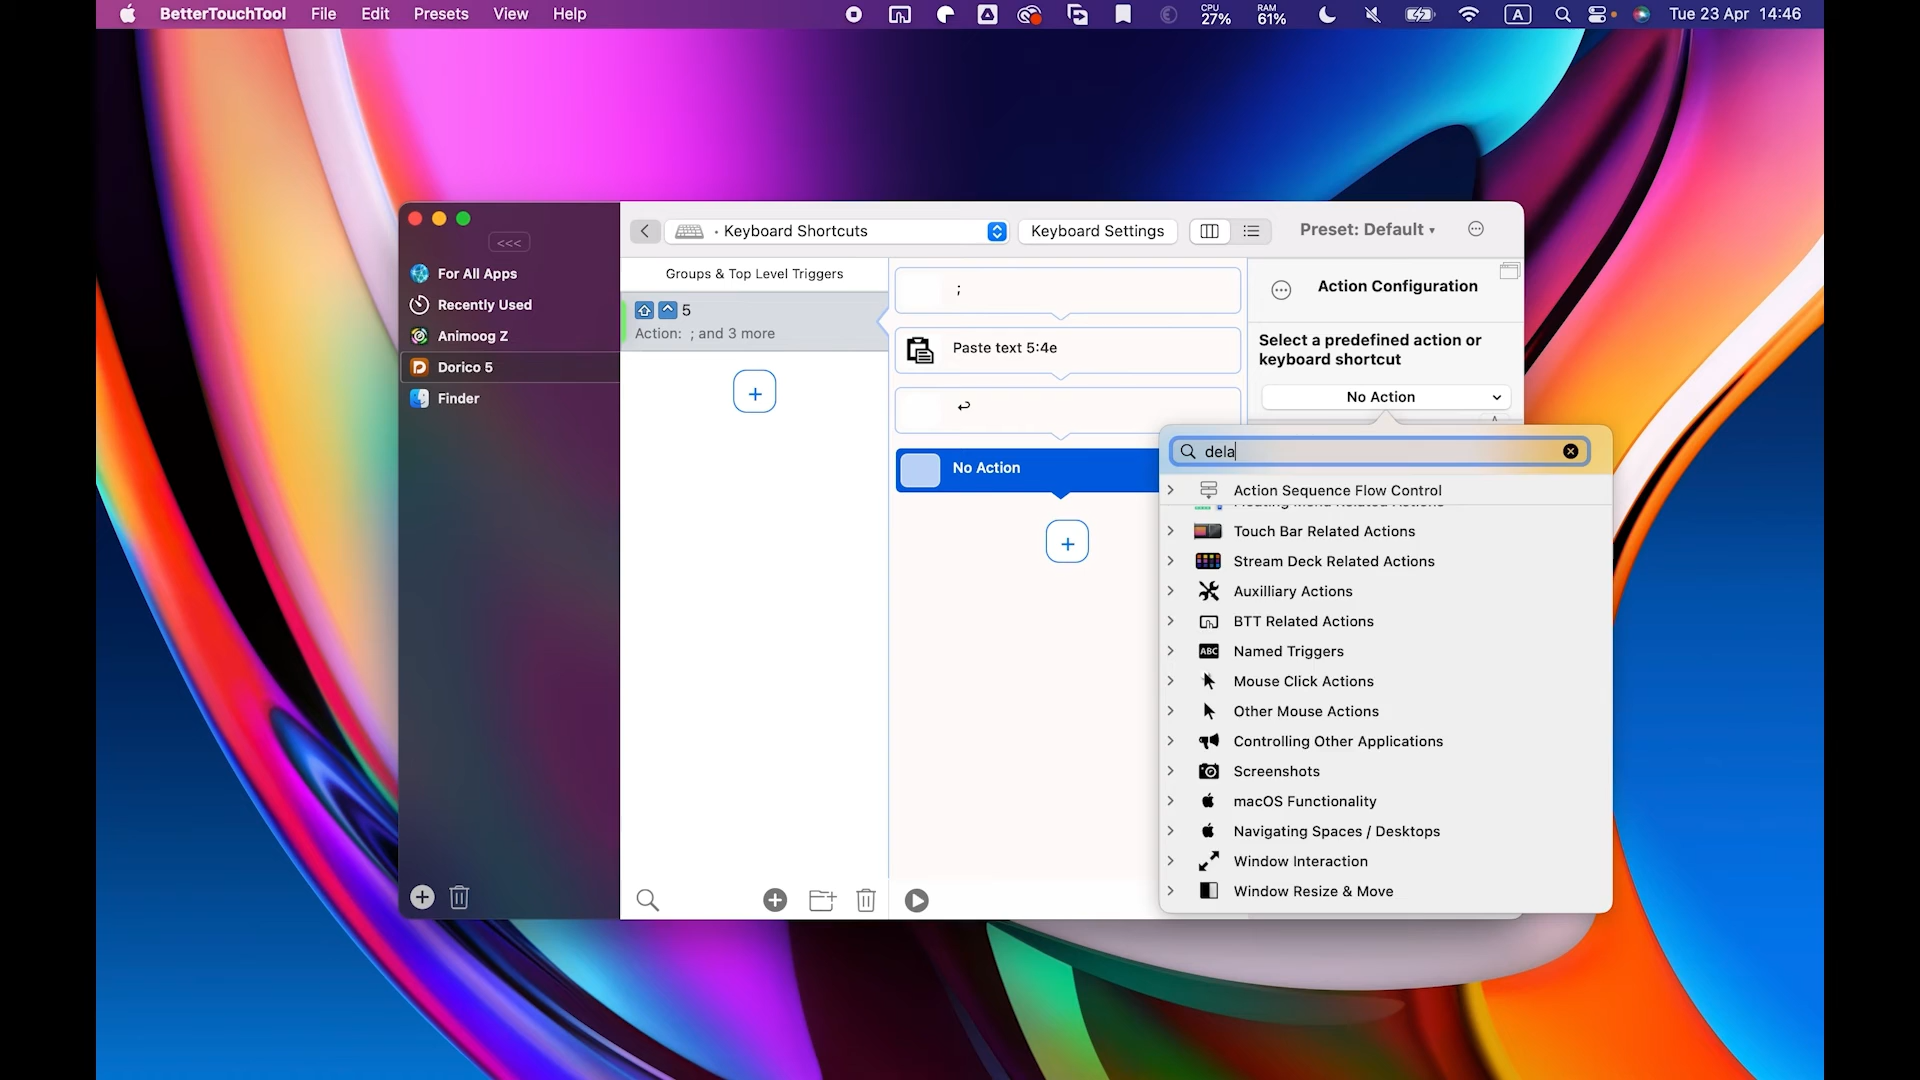 BetterTouchTool File Edit Presets View Help CPU 27% RAM 61% A Tue 23 Apr 14:46
<<<
For All Apps
Recently Used
Animoog Z
Dorico 5
Finder
· Keyboard Shortcuts
Keyboard Settings
Preset: Default
Groups & Top Level Triggers
5
Action: ; and 3 more
;
Paste text 5:4e
No Action
Action Configuration
Select a predefined action or
keyboard shortcut
No Action
dela
Action Sequence Flow Control
Touch Bar Related Actions
Stream Deck Related Actions
Auxilliary Actions
BTT Related Actions
ABC Named Triggers
Mouse Click Actions
Other Mouse Actions
Controlling Other Applications
Screenshots
macOS Functionality
Navigating Spaces / Desktops
Window Interaction
Window Resize & Move